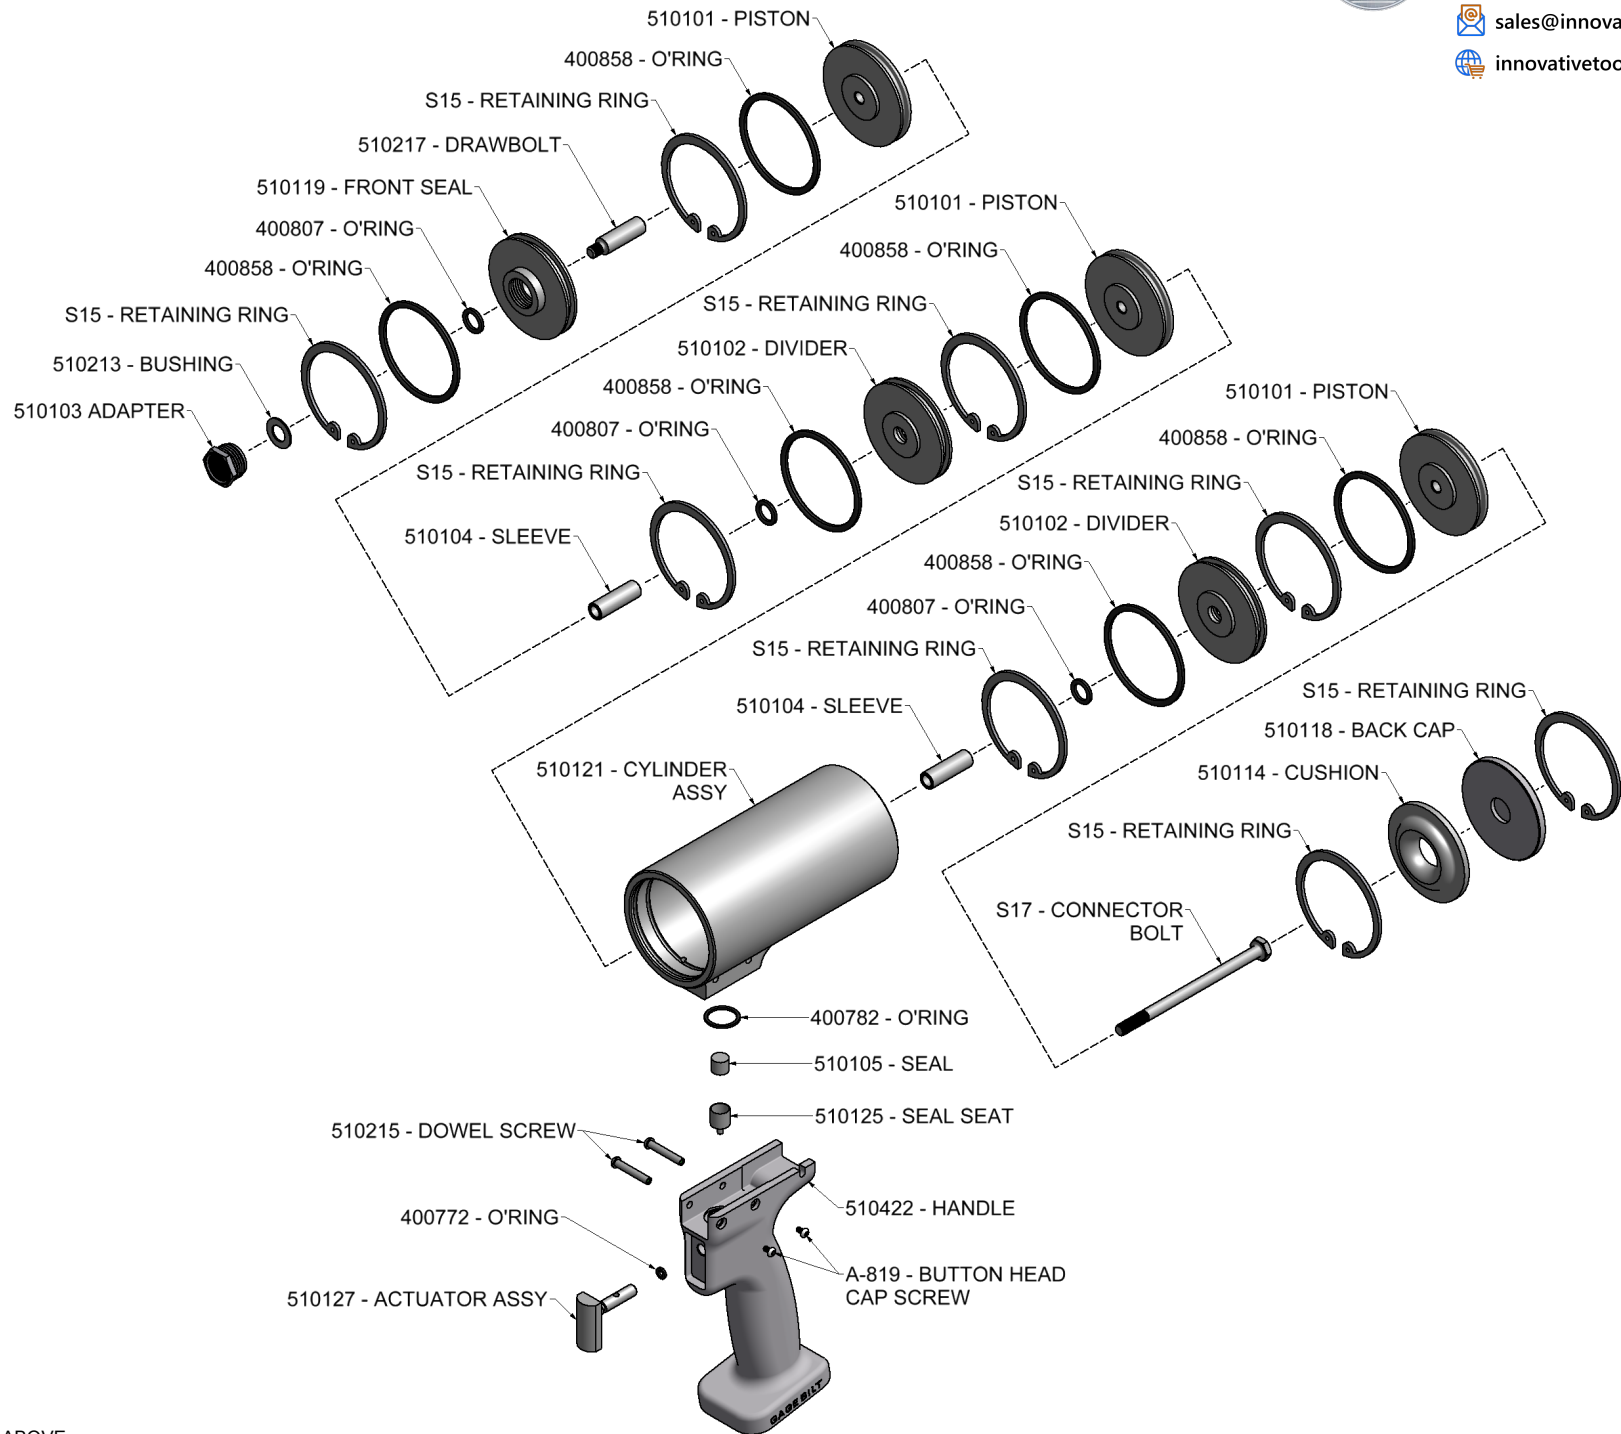 sales@innova
innovativetoo
510101 - PISTON
400858 - O'RING
S15 - RETAINING RING
510217 - DRAWBOLT
510119 - FRONT SEAL
400807 - O'RING
400858 - O'RING
S15 - RETAINING RING
510213 - BUSHING
510103 ADAPTER
510101 - PISTON
400858 - O'RING
S15 - RETAINING RING
510102 - DIVIDER
400858 - O'RING
400807 - O'RING
S15 - RETAINING RING
510104 - SLEEVE
510101 - PISTON
400858 - O'RING
S15 - RETAINING RING
510102 - DIVIDER
400858 - O'RING
400807 - O'RING
S15 - RETAINING RING
510104 - SLEEVE
510121 - CYLINDER
ASSY
S15 - RETAINING RING
510118 - BACK CAP
510114 - CUSHION
S15 - RETAINING RING
S17 - CONNECTOR
BOLT
400782 - O'RING
510105 - SEAL
510125 - SEAL SEAT
510215 - DOWEL SCREW
510422 - HANDLE
400772 - O'RING
A-819 - BUTTON HEAD
CAP SCREW
510127 - ACTUATOR ASSY
GAGE BILT
ABOVE